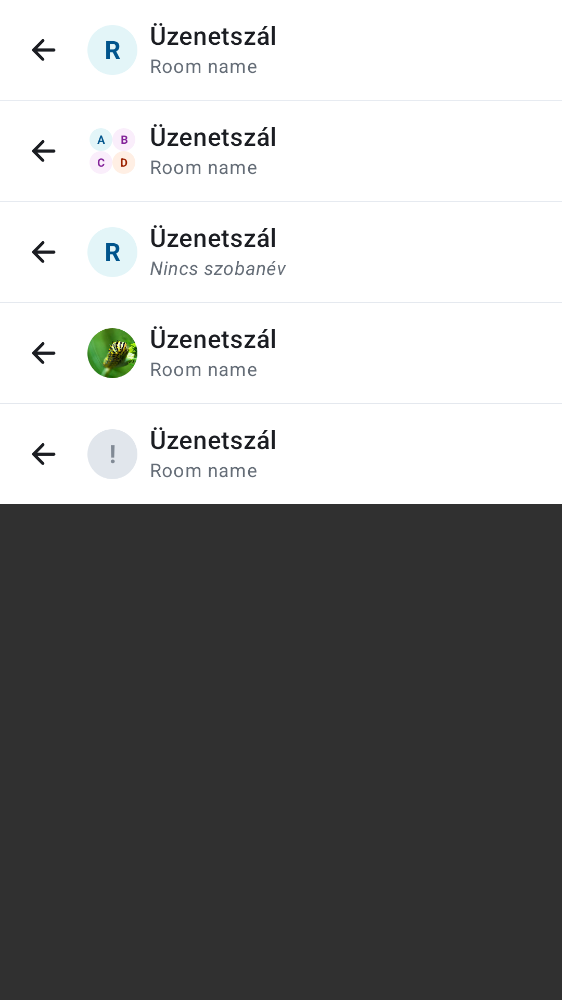 R
Üzenetszál
Room name
A B
C D
Üzenetszál
Room name
R
Üzenetszál
Nincs szobanév
Üzenetszál
Room name
!
Üzenetszál
Room name